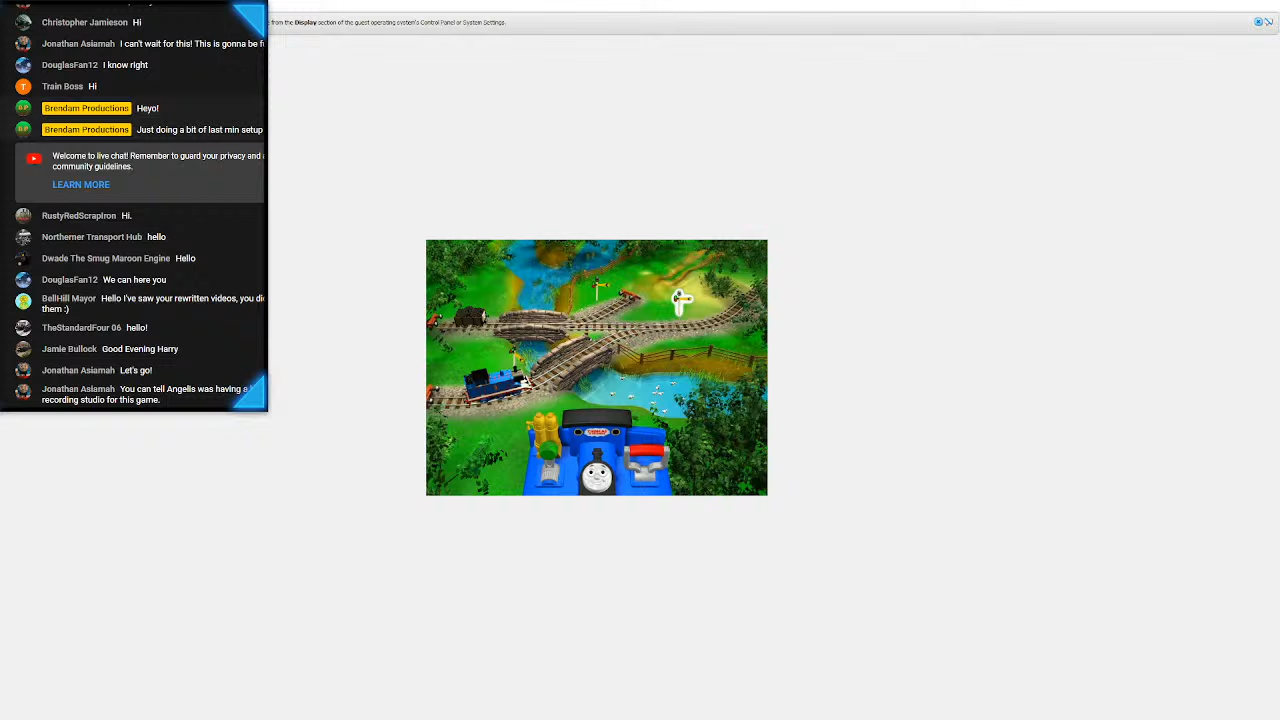 Christopher Jamieson Hi
e from the Display section of the guest operating system's Control Panel or System Settings.
Jonathan Asiamah I can't wait for this! This is gonna be f
DouglasFan12 I know right
T Train Boss Hi
Brendam Productions Heyo!
Brendam Productions Just doing a bit of last min setup
Welcome to live chat! Remember to guard your privacy and
community guidelines.
LEARN MORE
RustyRedScrapIron Hi.
Northerner Transport Hub hello
Dwade The Smug Maroon Engine Hello
DouglasFan12 We can here you
BellHill Mayor Hello I've saw your rewritten videos, you di
them :)
TheStandardFour 06 hello!
Jamie Bullock Good Evening Harry
Jonathan Asiamah Let's go!
Jonathan Asiamah You can tell Angelis was having a
recording studio for this game.